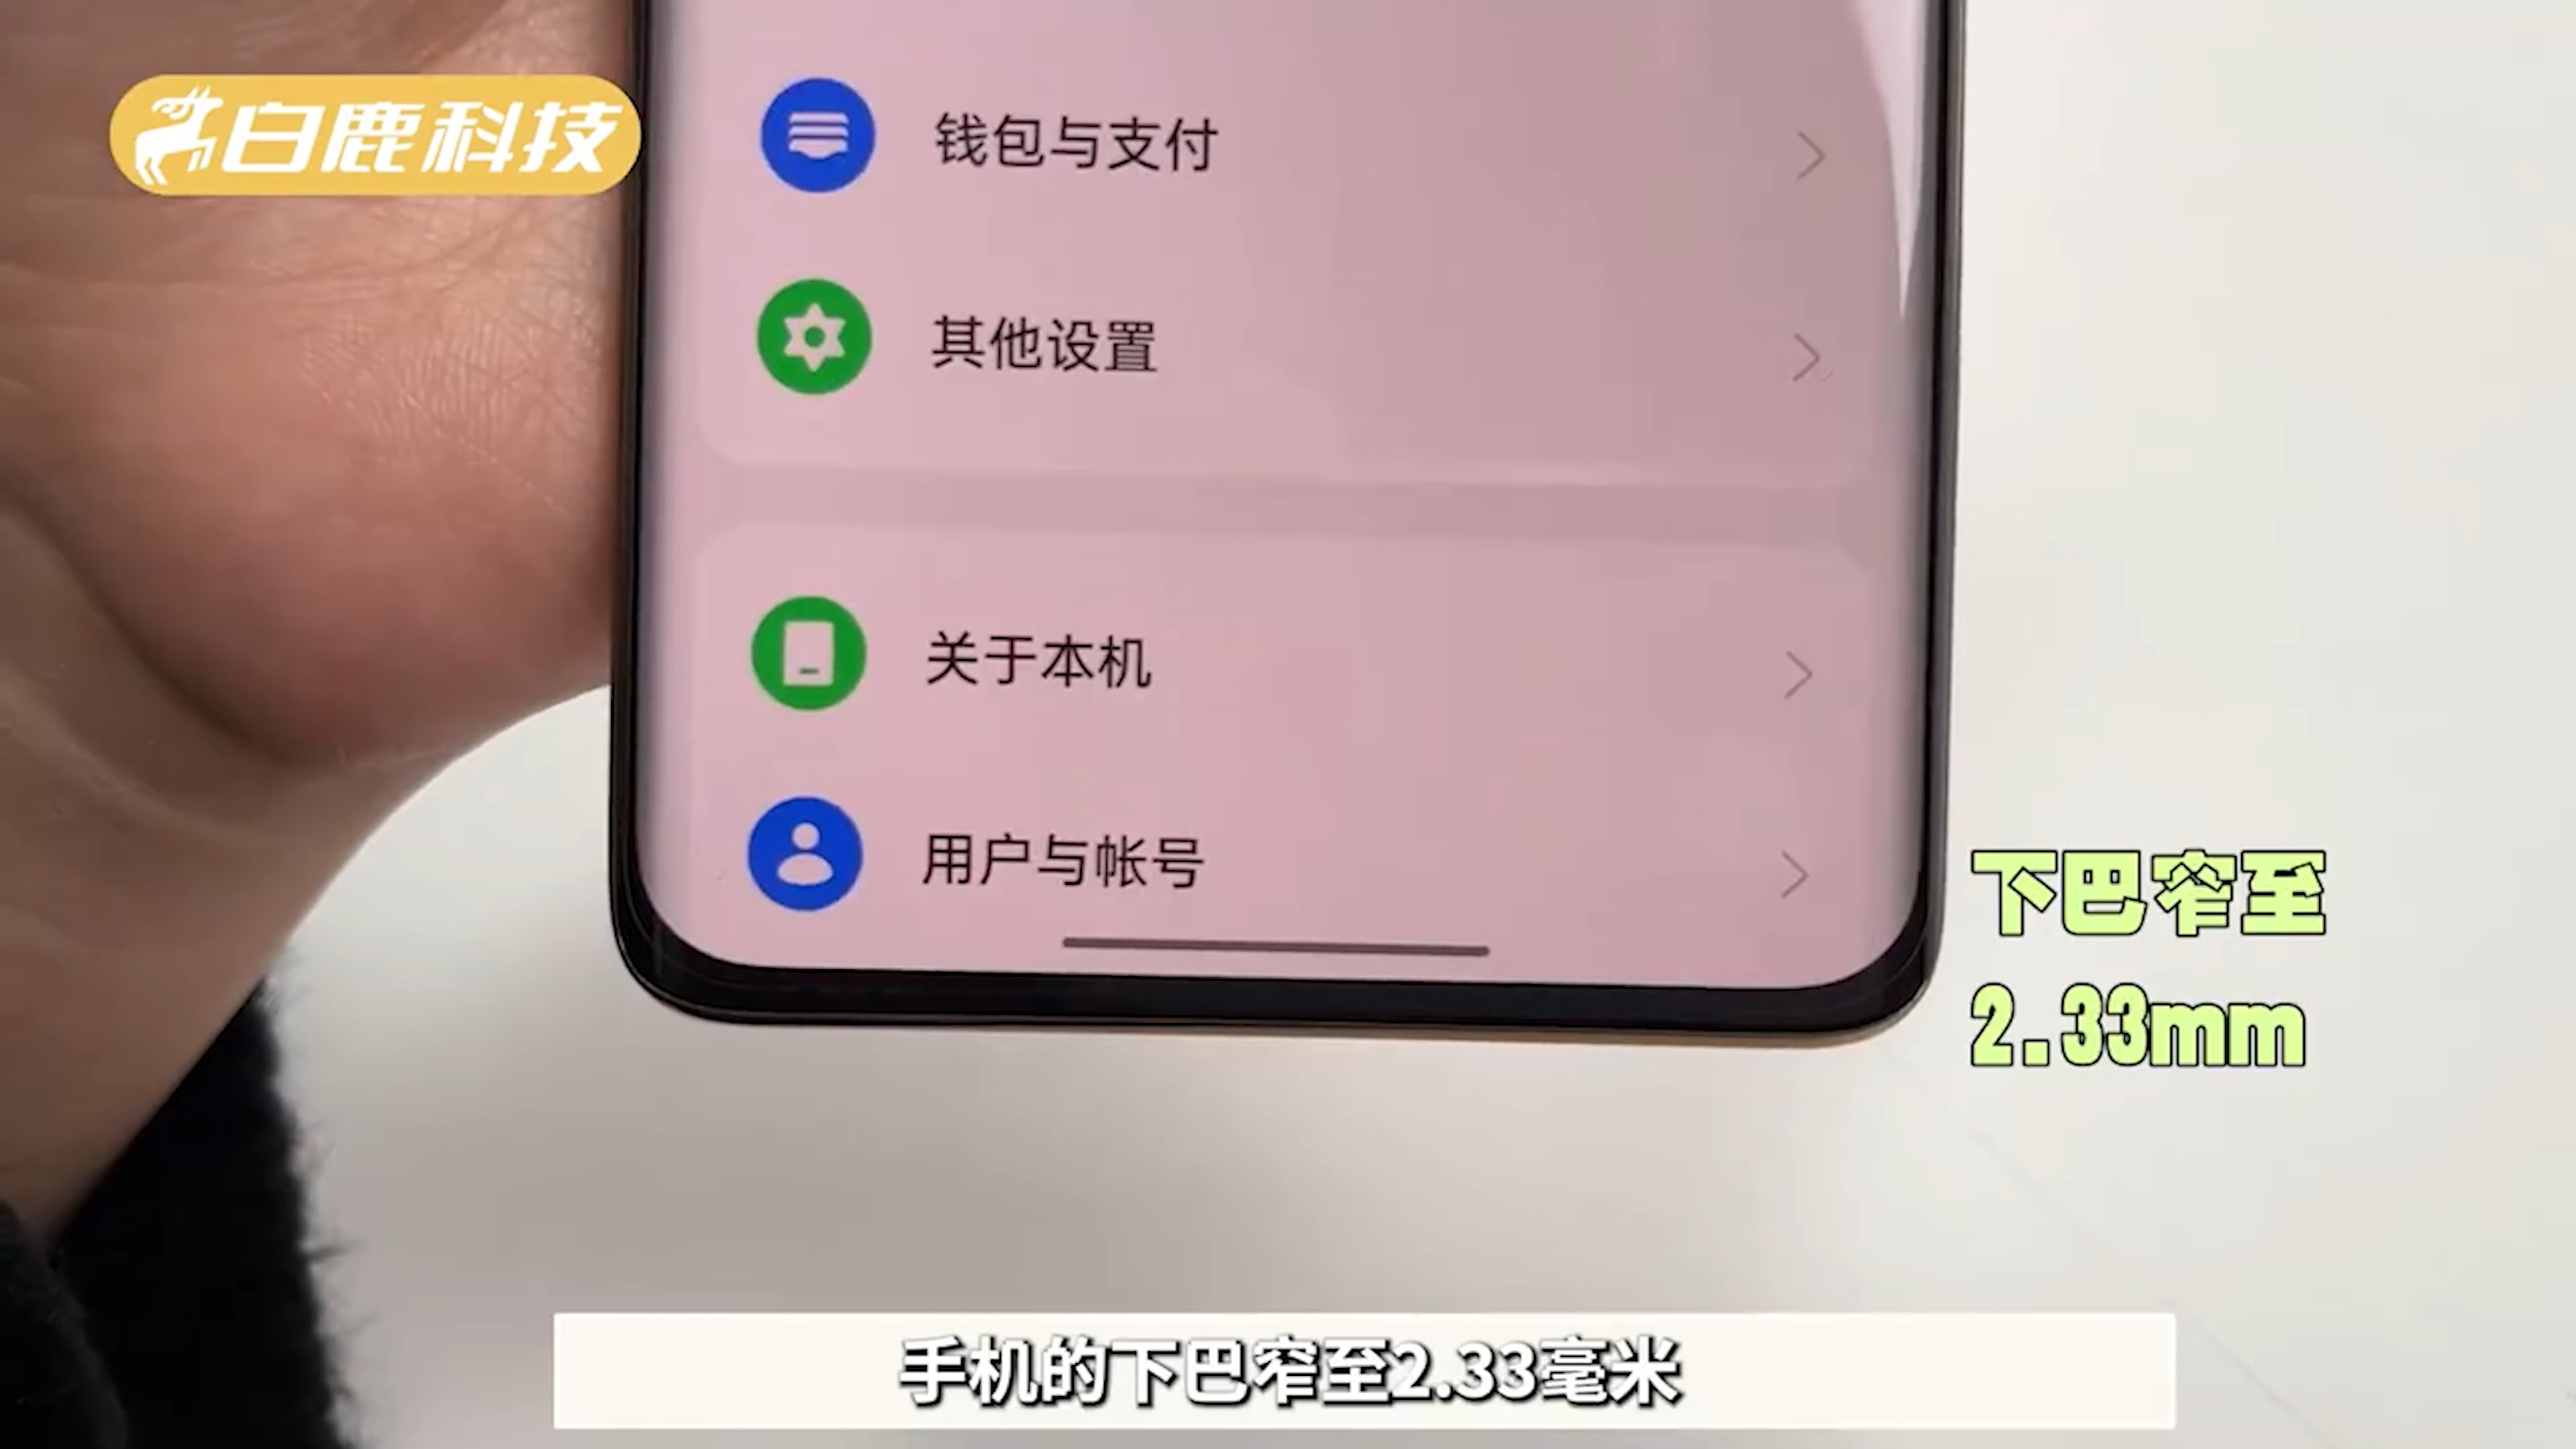 白鹿科技
钱包与支付
其他设置
关于本机
用户与帐号
下巴窄至
2.33mm
手机的下巴窄至2.33毫米